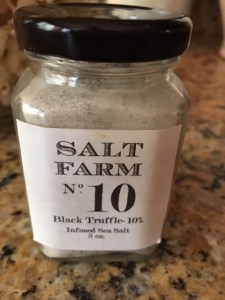 SALT
FARM
Nº 10
Black Truffle-10%
Infused Sea Salt
5 oz.